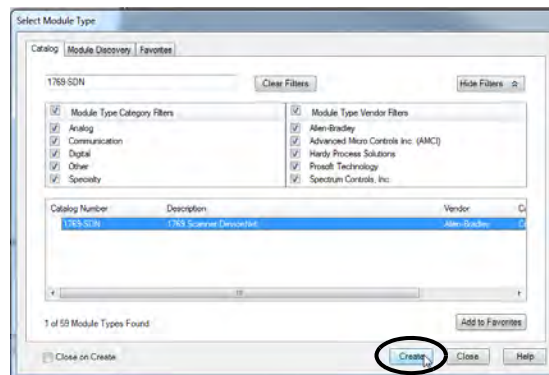 Select Module Type
Catalog Module Discovery Favorites
1769-SDN Clear Filters Hide Filters
Module Type Category Filters Module Type Vendor Filters
Analog Allen-Bradley
Communication Advanced Micro Controls Inc. (AMCI)
Digital Hardy Process Solutions
Other Prosoft Technology
Specialty Spectrum Controls, Inc.
Catalog Number Description Vendor
1769-SDN 1769 Scanner DeviceNet Allen-Bradley
1 of 59 Module Types Found Add to Favorites
Close on Create Create Close Help